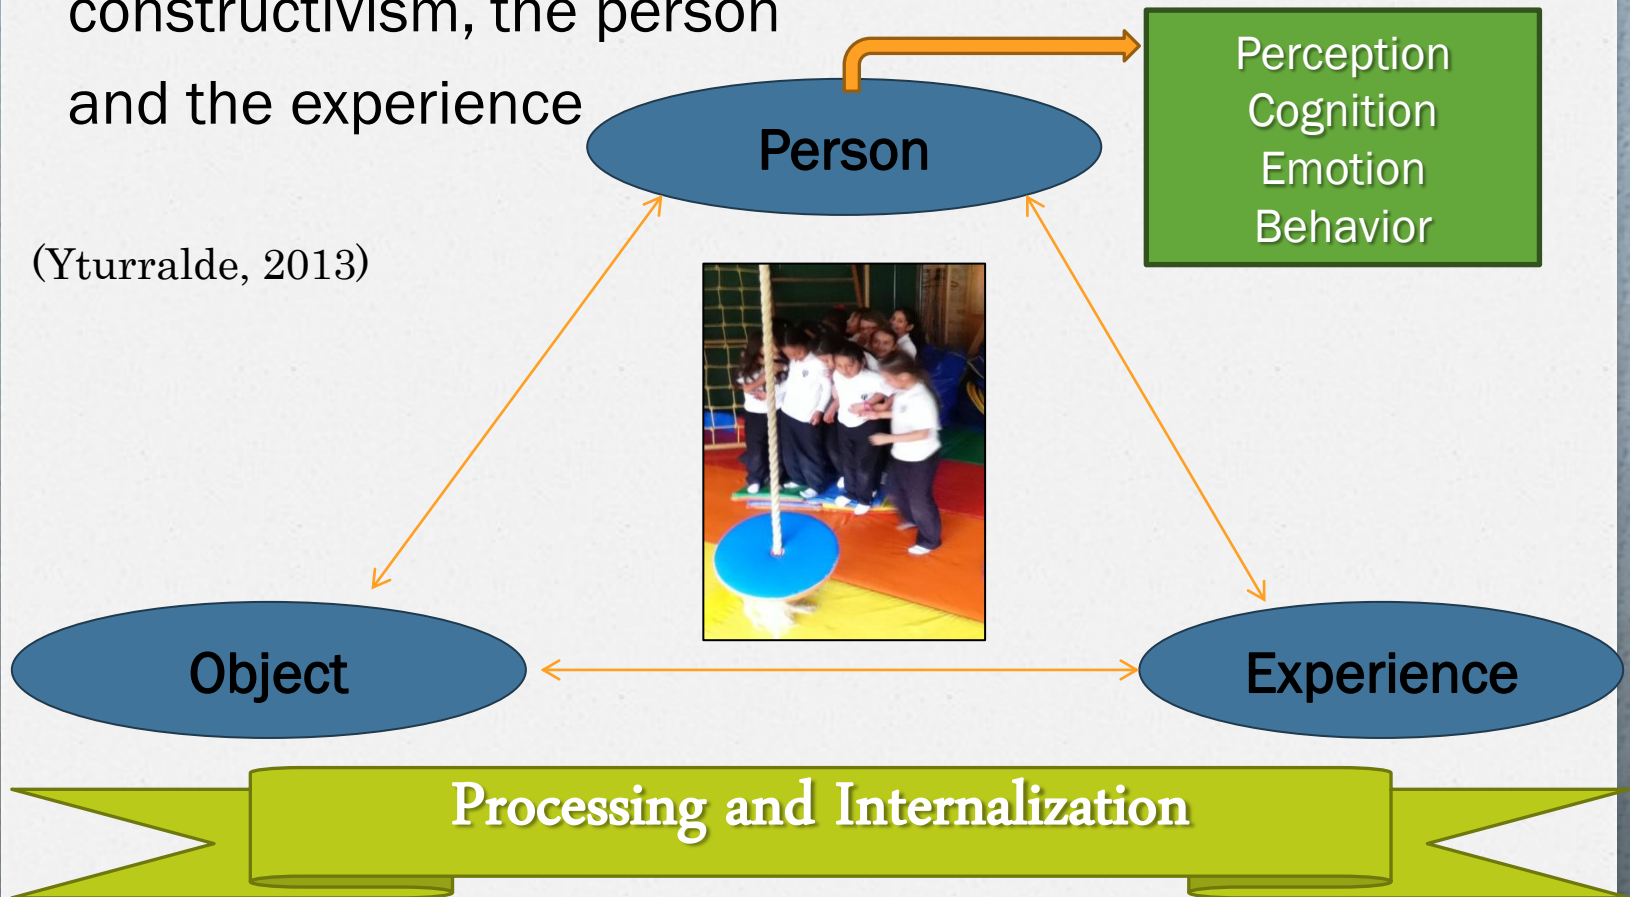 constructivism, the person
and the experience
Person
Perception
Cognition
Emotion
Behavior
(Yturralde, 2013)
Object
Experience
Processing and Internalization